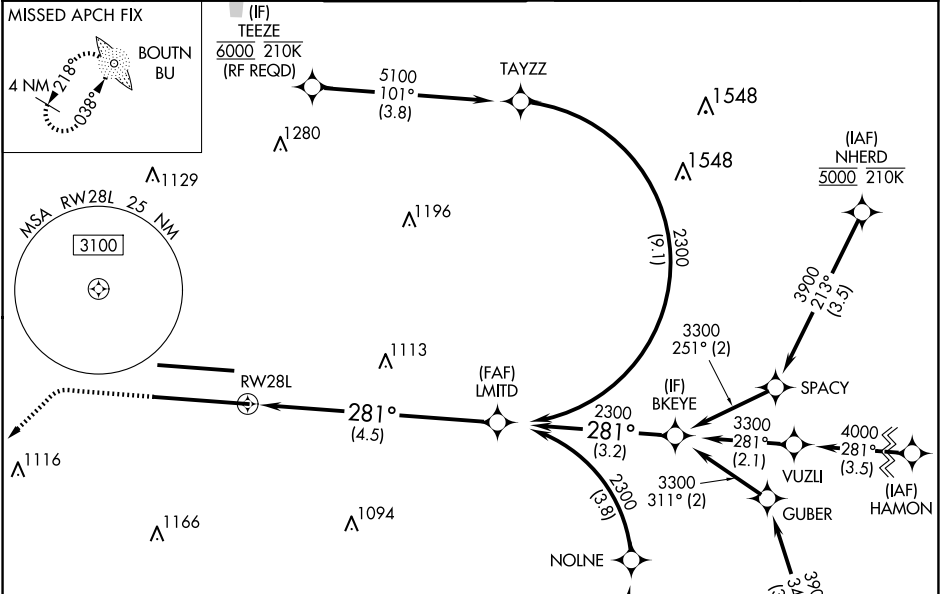 MISSED APCH FIX
BOUTN
BU
4 NM
218°
038°
(IF)
TEEZE
6000 210K
(RF REQD)
5100
101°
(3.8)
TAYZZ
1548
1280
1548
(IAF)
NHERD
5000 210K
1129
MSA RW28L 25 NM
3100
1196
2300
(9.1)
3900
213°
(3.5)
1113
3300
251° (2)
SPACY
RW28L
(FAF)
LMITD
(IF)
BKEYE
281°
(4.5)
2300
281°
(3.2)
3300
281°
(2.1)
4000
281°
(3.5)
VUZLI
(IAF)
HAMON
1116
3300
311° (2)
GUBER
2300
(3.8)
1166
1094
NOLNE